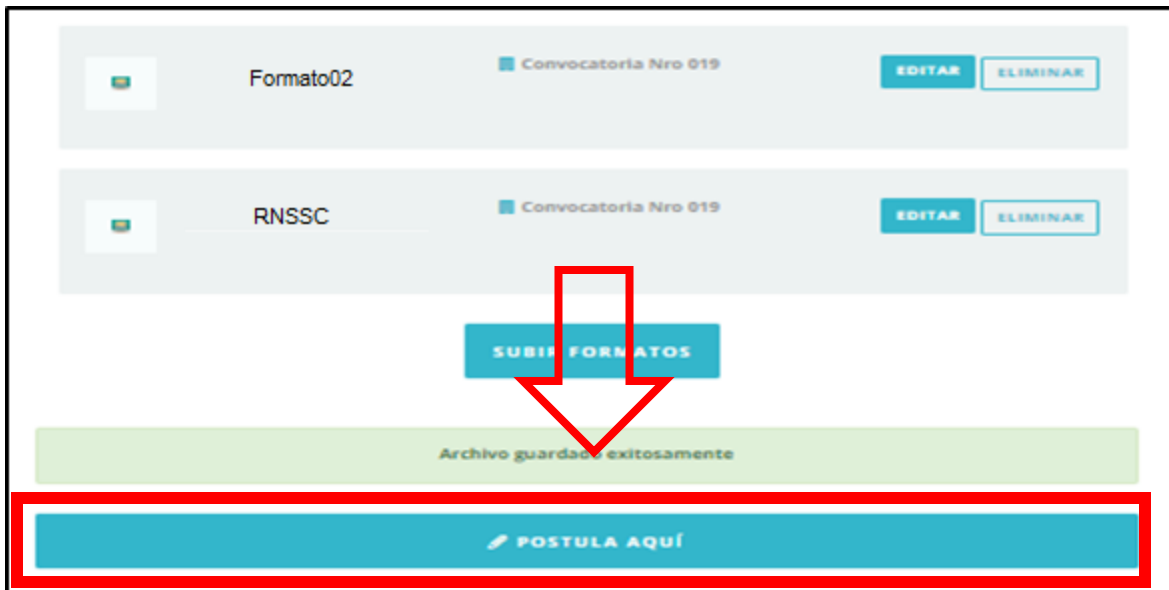 Formato02
Convocatoria Nro 019
EDITAR
ELIMINAR
RNSSC
Convocatoria Nro 019
EDITAR
ELIMINAR
SUBIR FORMATOS
Archivo guardado exitosamente
POSTULA AQUÍ